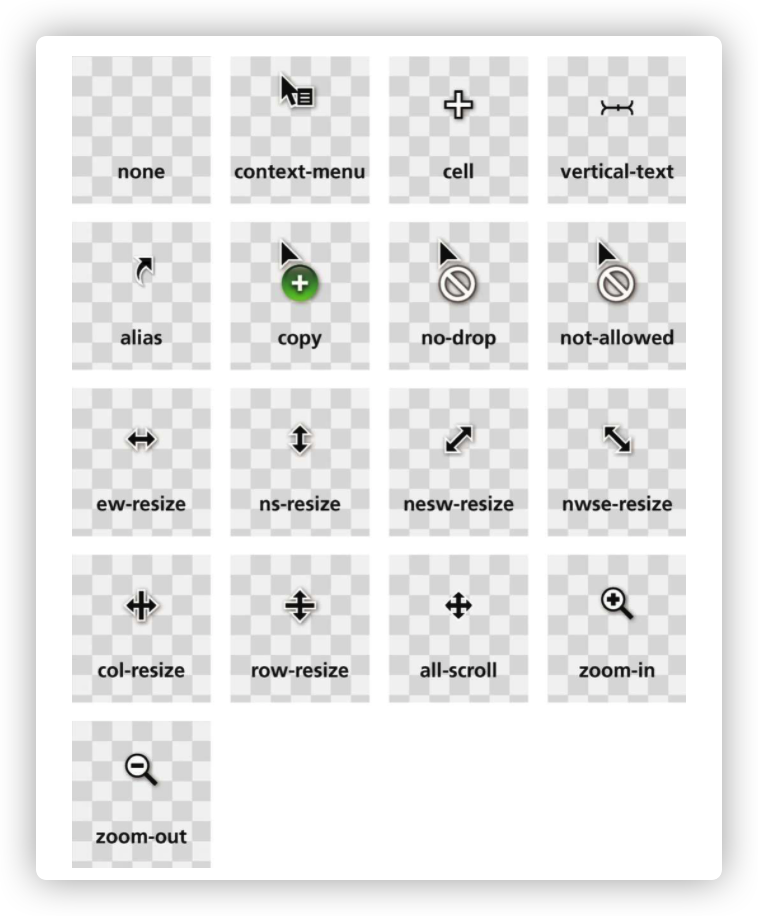 none
context-menu
cell
vertical-text
alias
copy
no-drop
not-allowed
ew-resize
ns-resize
nesw-resize
nwse-resize
col-resize
row-resize
all-scroll
zoom-in
zoom-out